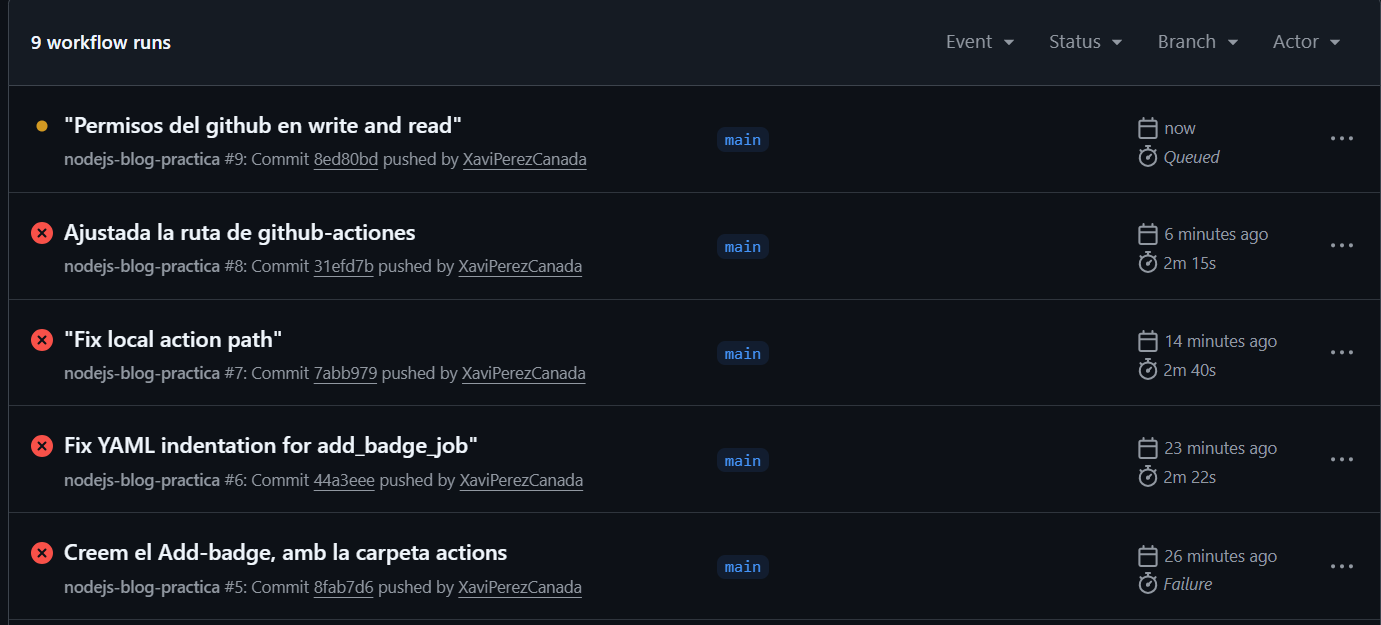 9 workflow runs
Event Status Branch Actor
"Permisos del github en write and read"
nodejs-blog-practica #9: Commit 8ed80bd pushed by XaviPerezCanada
main
now
Queued
Ajustada la ruta de github-actiones
nodejs-blog-practica #8: Commit 31efd7b pushed by XaviPerezCanada
main
6 minutes ago
2m 15s
"Fix local action path"
nodejs-blog-practica #7: Commit 7abb979 pushed by XaviPerezCanada
main
14 minutes ago
2m 40s
Fix YAML indentation for add_badge_job"
nodejs-blog-practica #6: Commit 44a3eee pushed by XaviPerezCanada
main
23 minutes ago
2m 22s
Creem el Add-badge, amb la carpeta actions
nodejs-blog-practica #5: Commit 8fab7d6 pushed by XaviPerezCanada
main
26 minutes ago
Failure